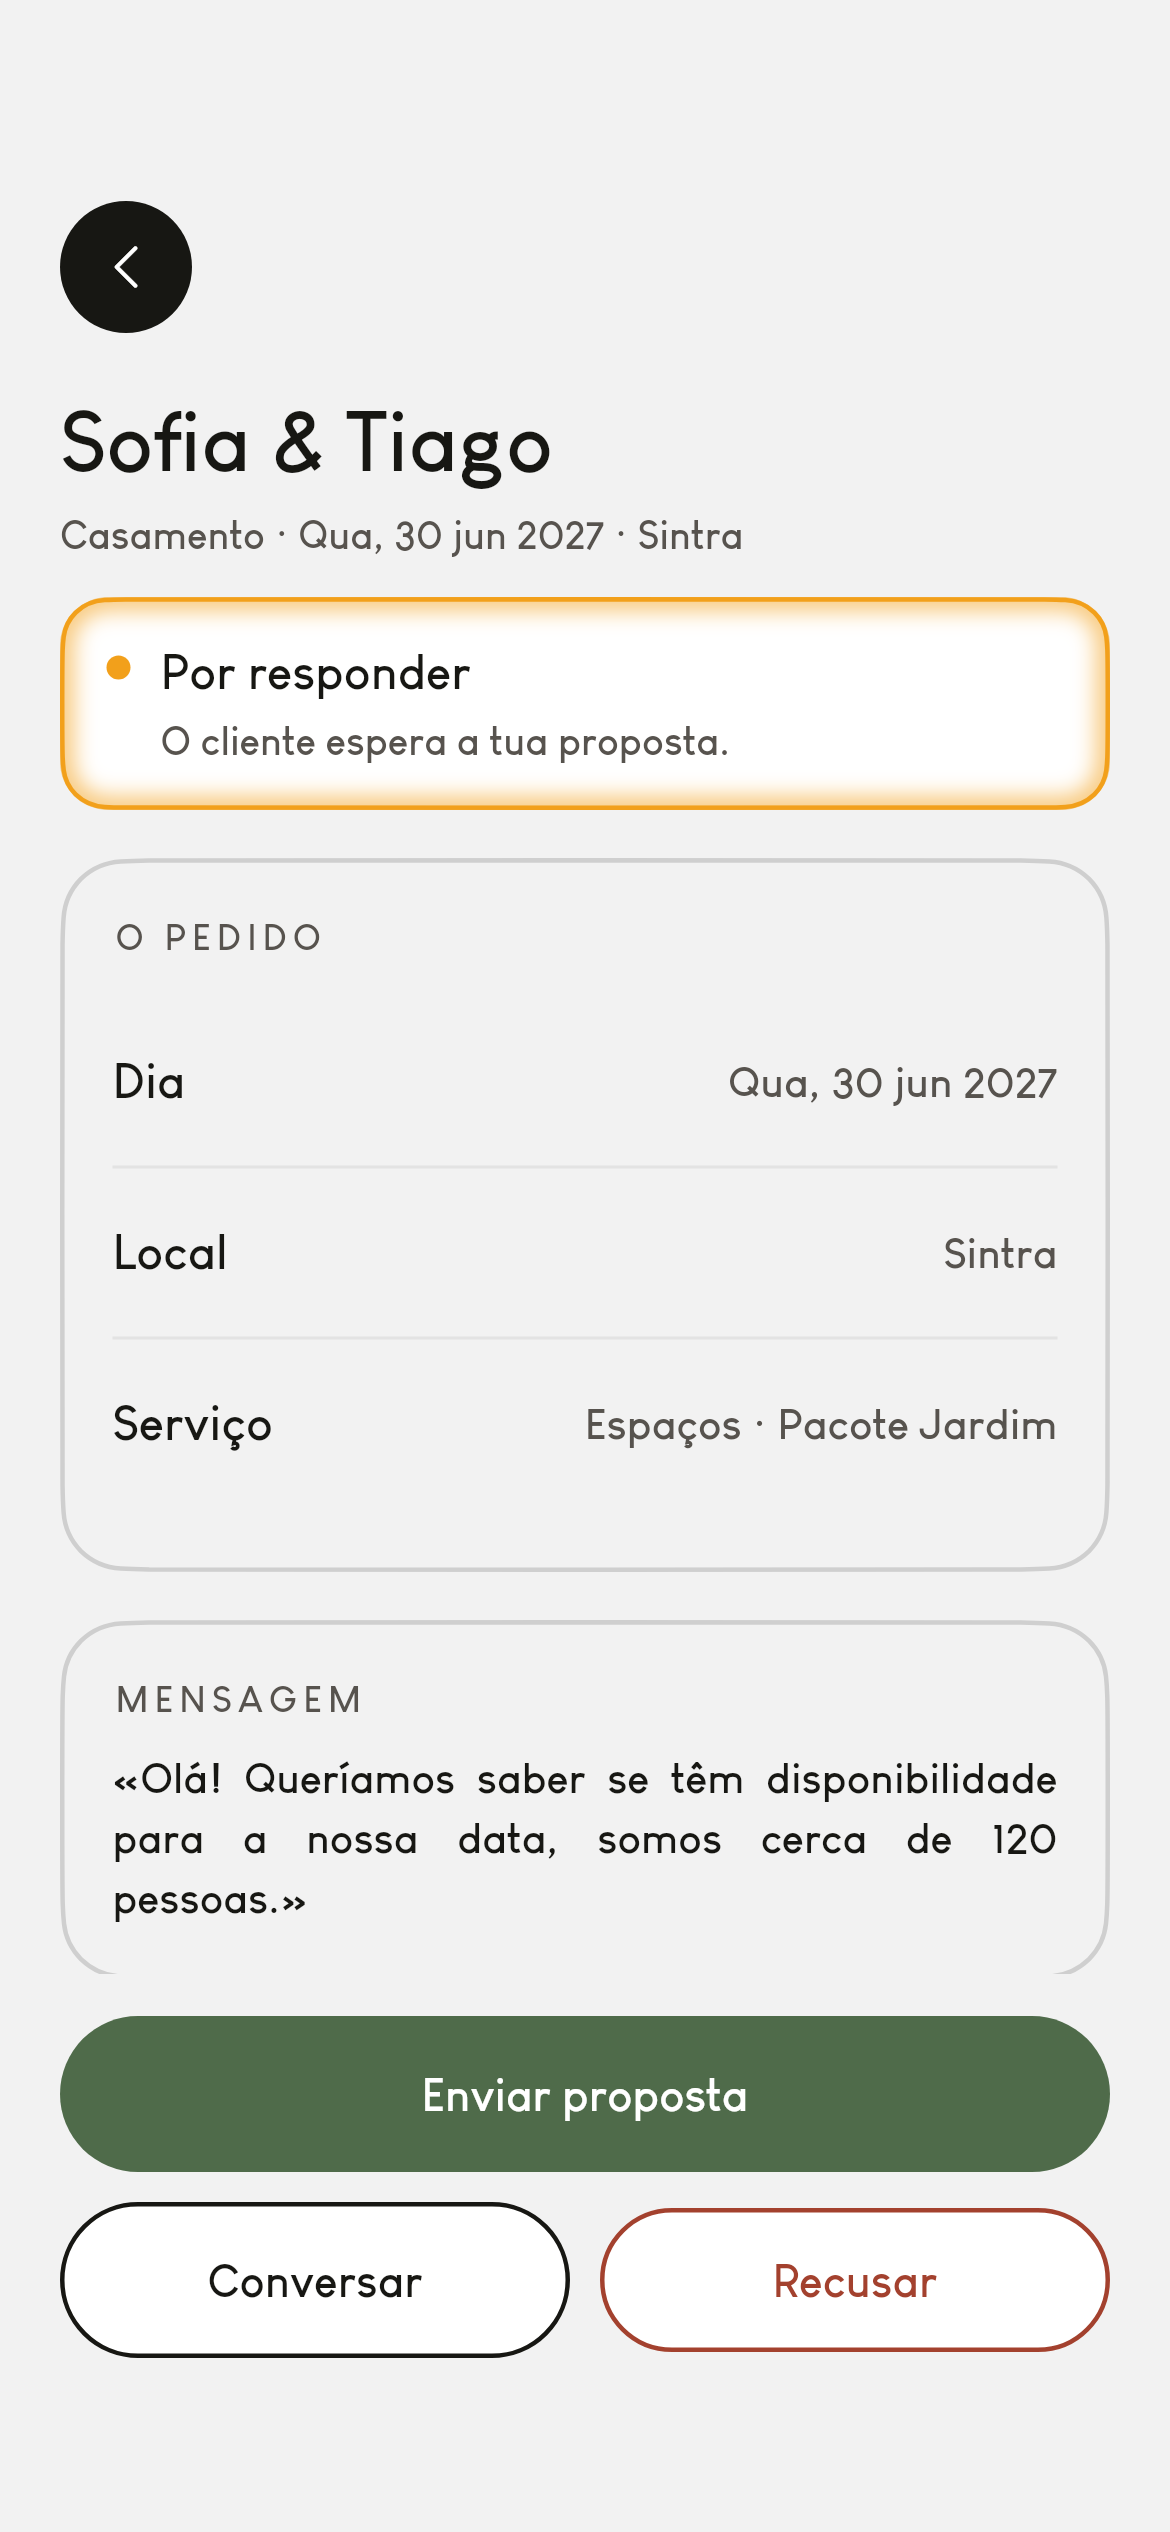 Sofia & Tiago
Casamento · Qua, 30 jun 2027 · Sintra
Por responder
O cliente espera a tua proposta.
O PEDIDO
Dia Qua, 30 jun 2027
Local Sintra
Serviço Espaços · Pacote Jardim
MENSAGEM
«Olá! Queríamos saber se têm disponibilidade
para a nossa data, somos cerca de 120
pessoas.»
Enviar proposta
Conversar Recusar